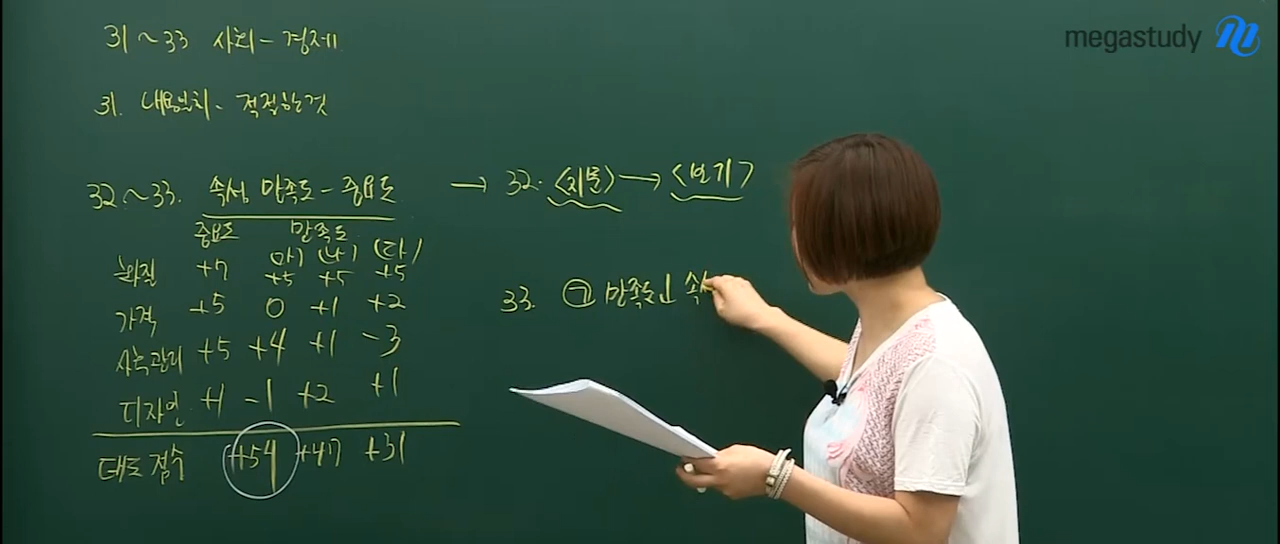 megastudy
31~33 사회-경제
31. 내용일치- 적절한것
32~33. 속성 만족도-중요도 → 32. <지문> → <보기>
중요도 만족도
(가) (나) (다)
화질 +7 +5 +5 +5
가격 +5 0 +1 +2
사후관리 +5 +4 +1 -3
디자인 +1 -1 +2 +1
태도 점수 +54 +47 +31
33. ㉠ 만족도 ↓ 속